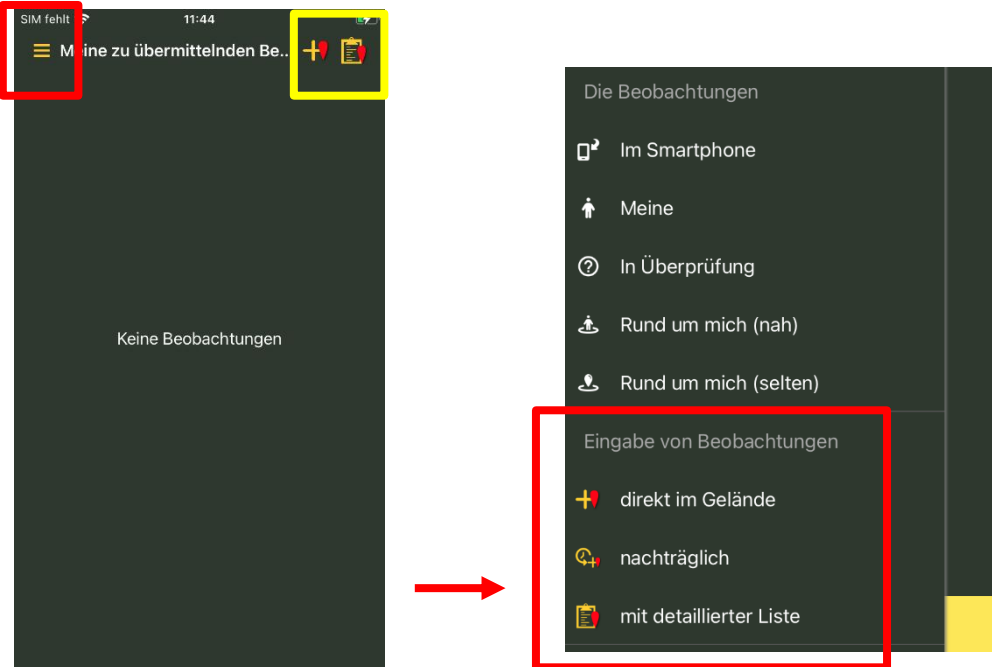 SIM fehlt 11:44
Meine zu übermittelnden Be...
Keine Beobachtungen
Die Beobachtungen
Im Smartphone
Meine
In Überprüfung
Rund um mich (nah)
Rund um mich (selten)
Eingabe von Beobachtungen
direkt im Gelände
nachträglich
mit detaillierter Liste